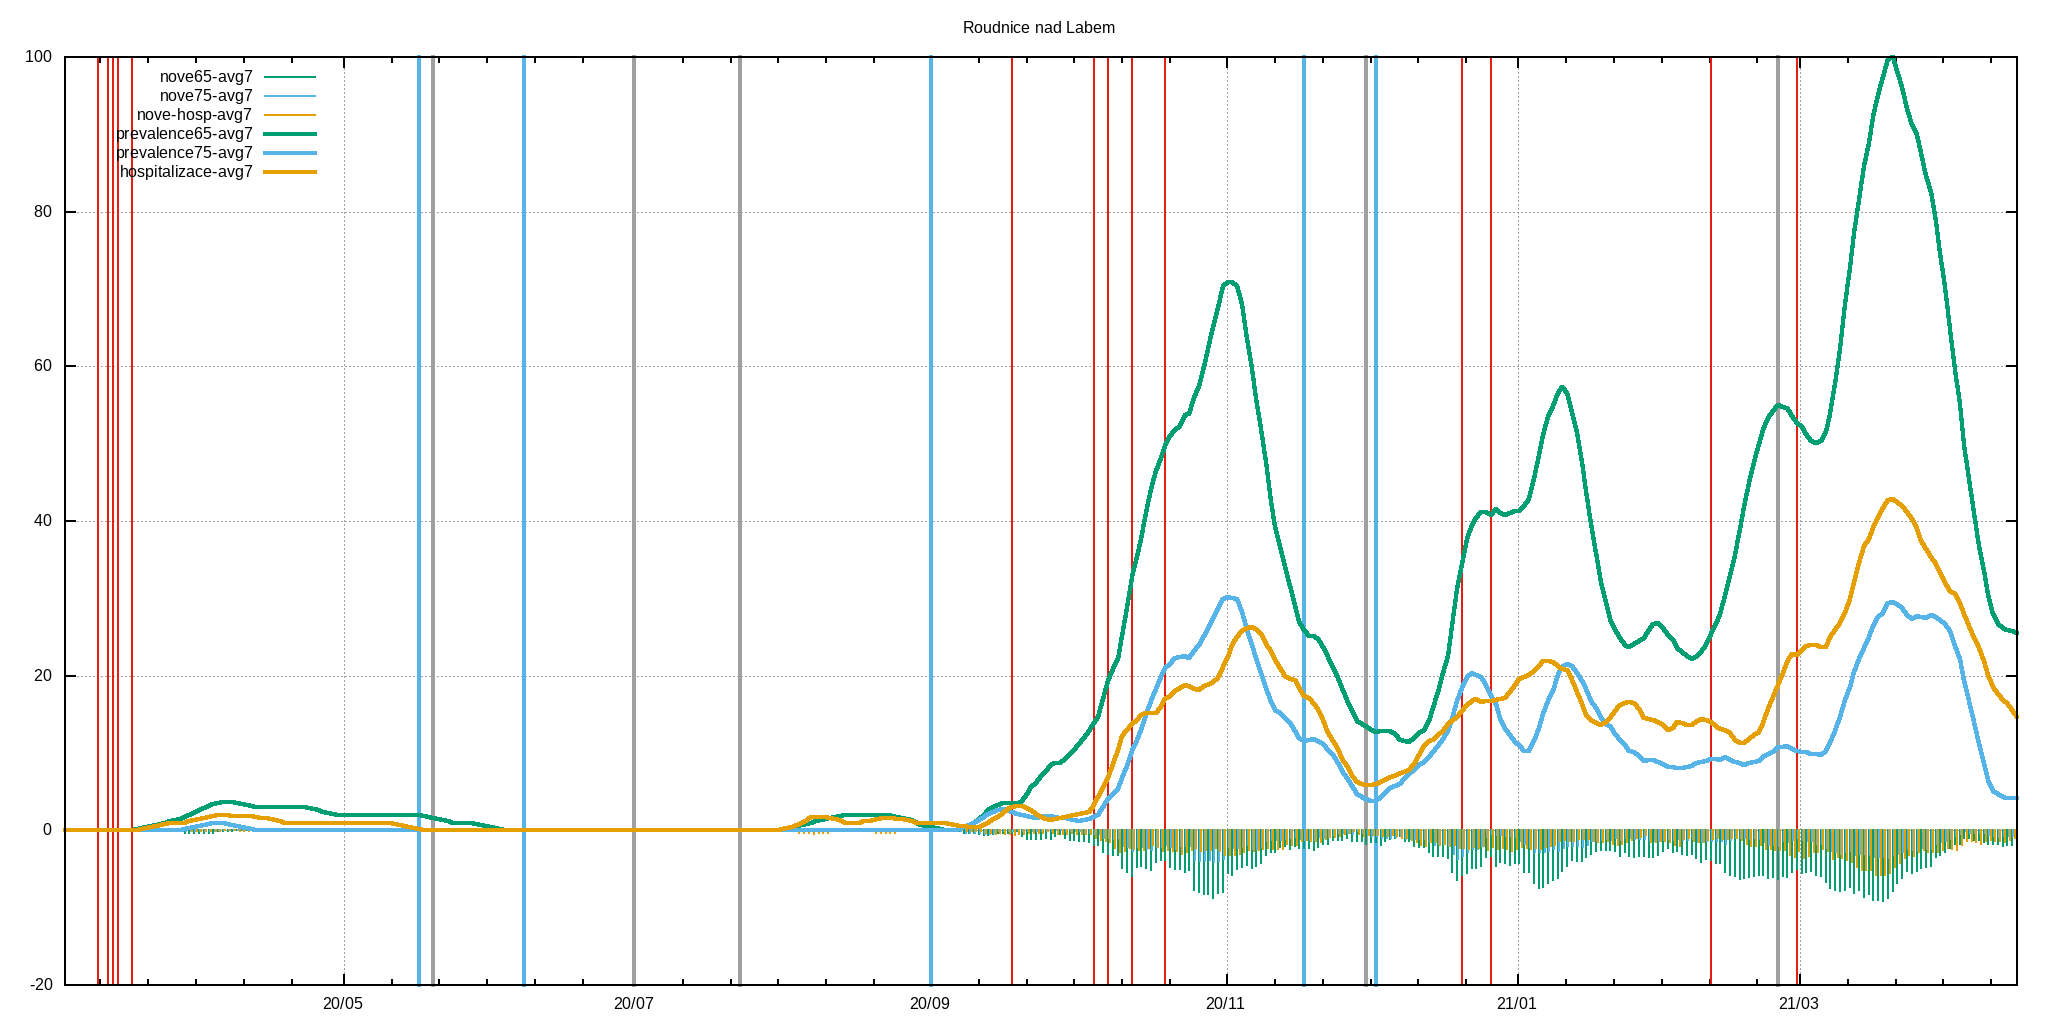 Roudnice nad Labem
100
80
60
40
20
0
-20
nove65-avg7
nove75-avg7
nove-hosp-avg7
prevalence65-avg7
prevalence75-avg7
hospitalizace-avg7
20/05
20/07
20/09
20/11
21/01
21/03